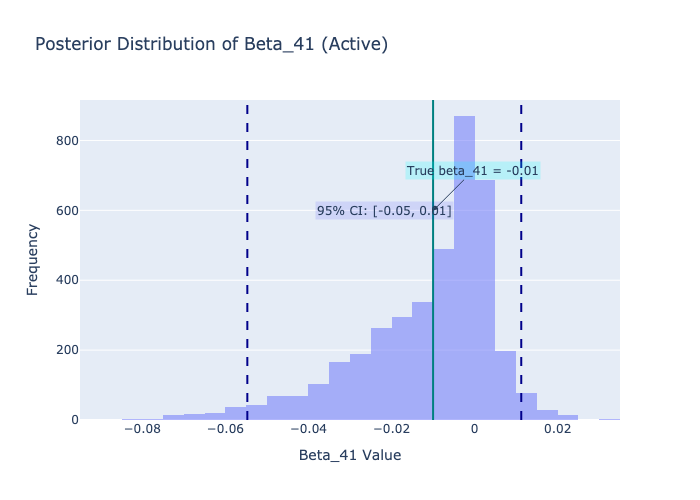 Posterior Distribution of Beta_41 (Active)
800
600
400
200
0
Frequency
True beta_41 = -0.01
95% CI: [-0.05, 0.01]
−0.08
−0.06
−0.04
−0.02
0
0.02
Beta_41 Value